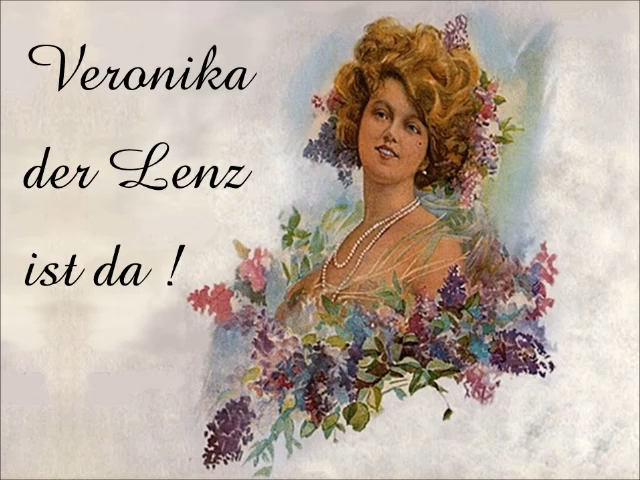 Veronika
der Lenz
ist da !